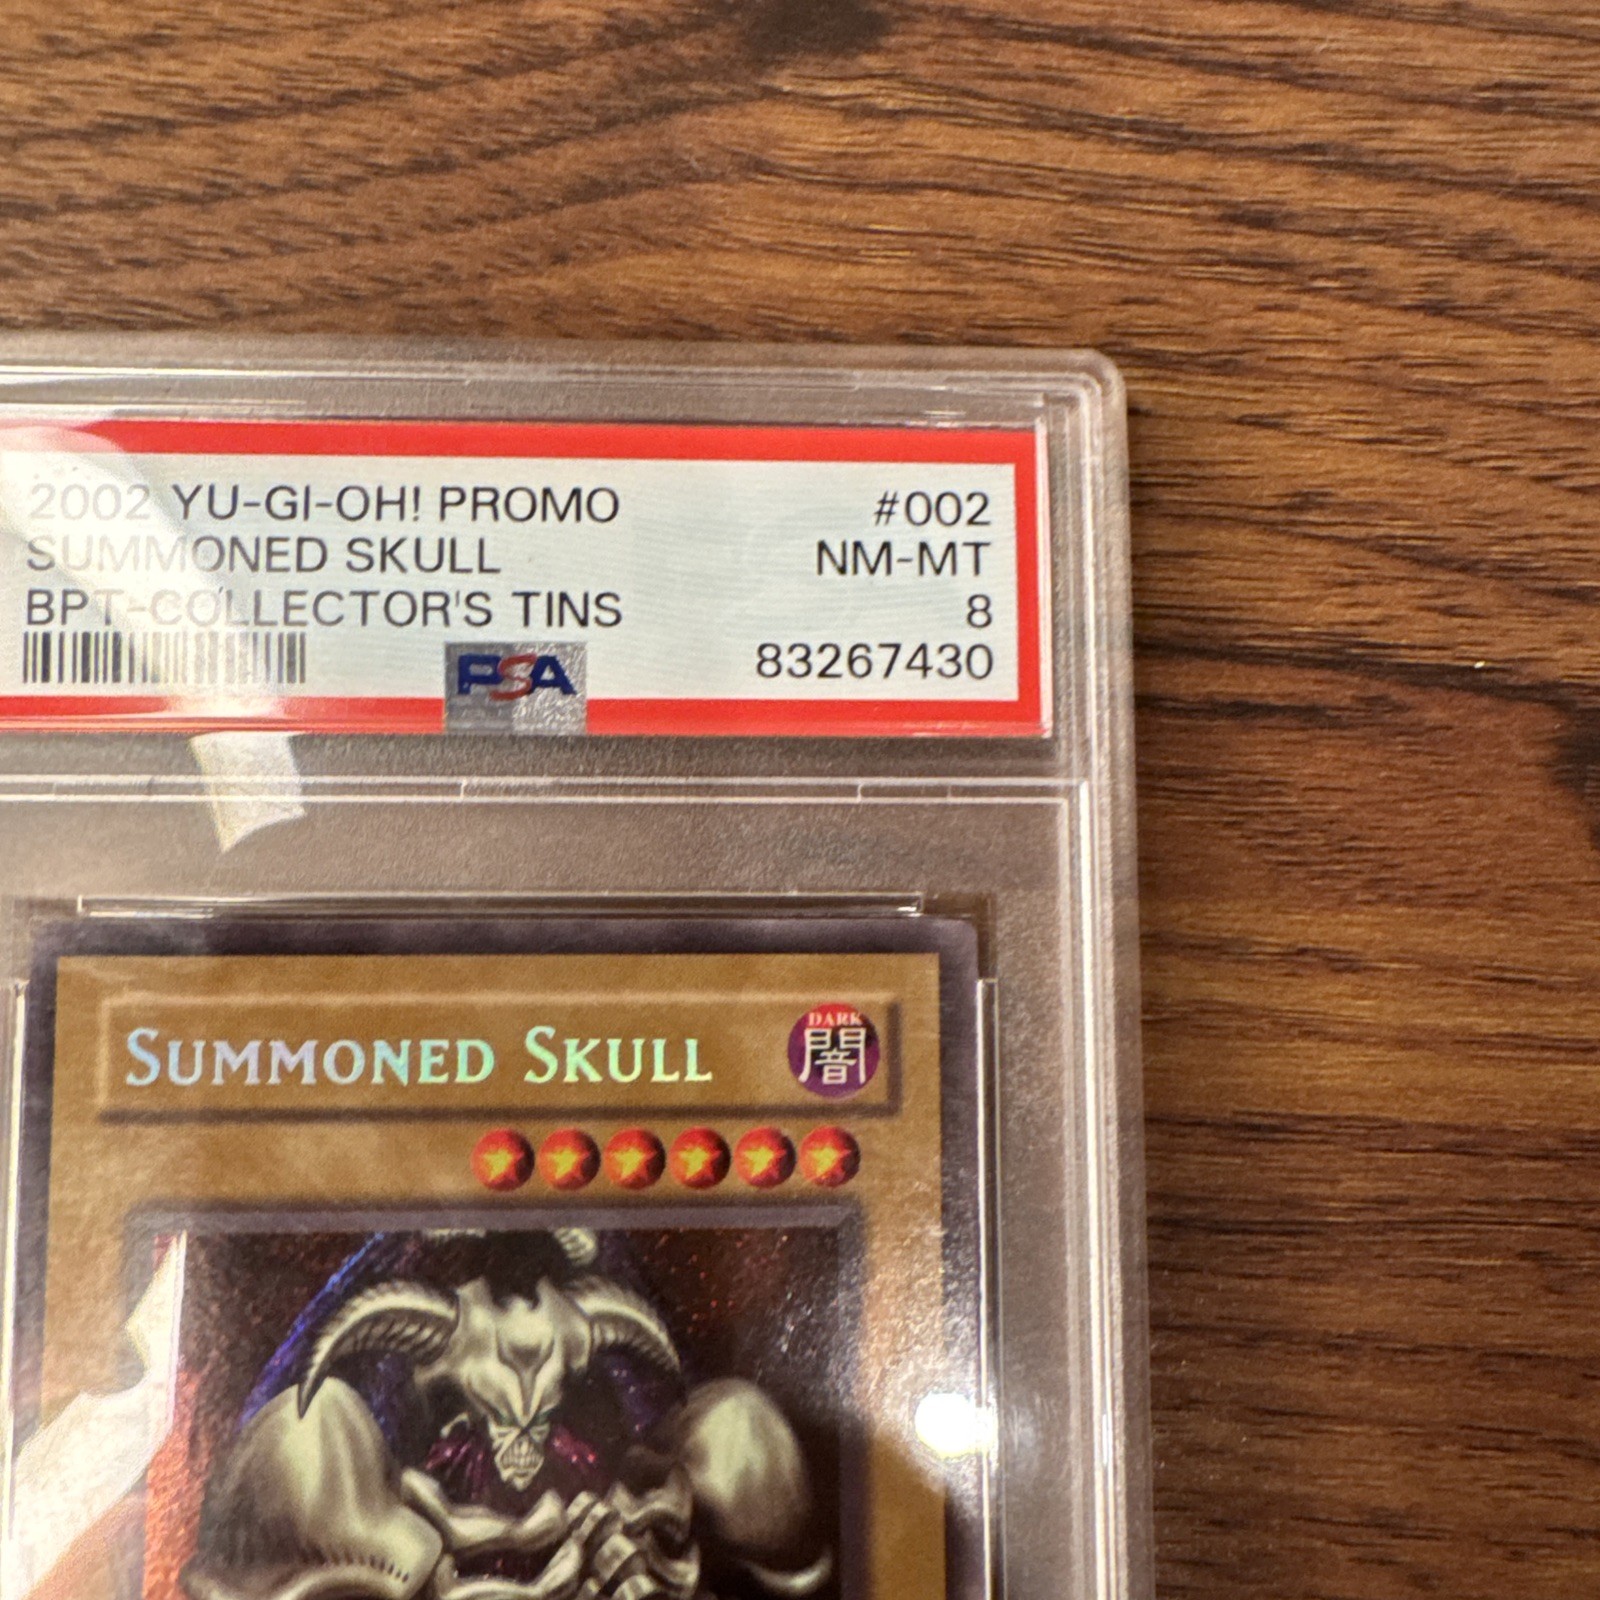 2002 YU-GI-OH! PROMO #002
SUMMONED SKULL NM-MT
BPT-COLLECTOR'S TINS 8
PSA 83267430
SUMMONED SKULL
DARK
闇